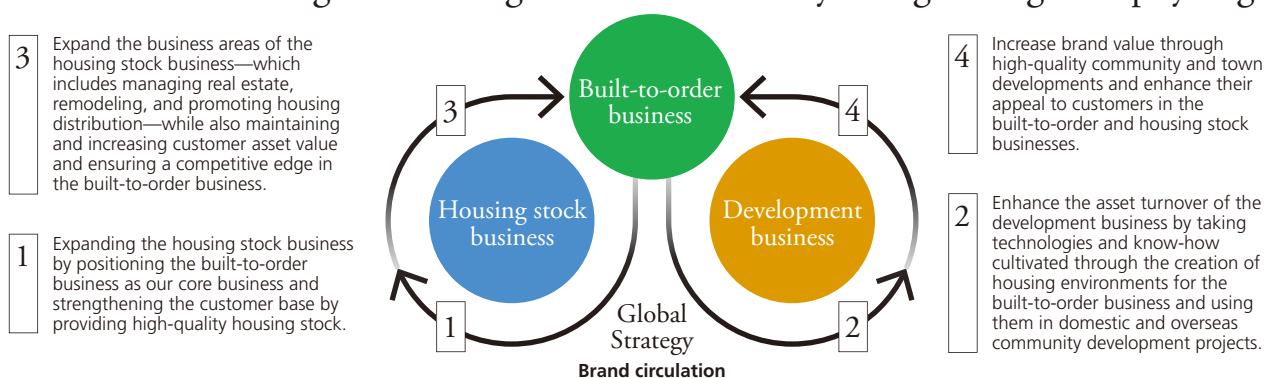 3
Expand the business areas of the
housing stock business—which
includes managing real estate,
remodeling, and promoting housing
distribution—while also maintaining
and increasing customer asset value
and ensuring a competitive edge in
the built-to-order business.
1
Expanding the housing stock business
by positioning the built-to-order
business as our core business and
strengthening the customer base by
providing high-quality housing stock.
Built-to-order
business
3
4
Housing stock
business
Development
business
1
2
Global
Strategy
Brand circulation
4
Increase brand value through
high-quality community and town
developments and enhance their
appeal to customers in the
built-to-order and housing stock
businesses.
2
Enhance the asset turnover of the
development business by taking
technologies and know-how
cultivated through the creation of
housing environments for the
built-to-order business and using
them in domestic and overseas
community development projects.